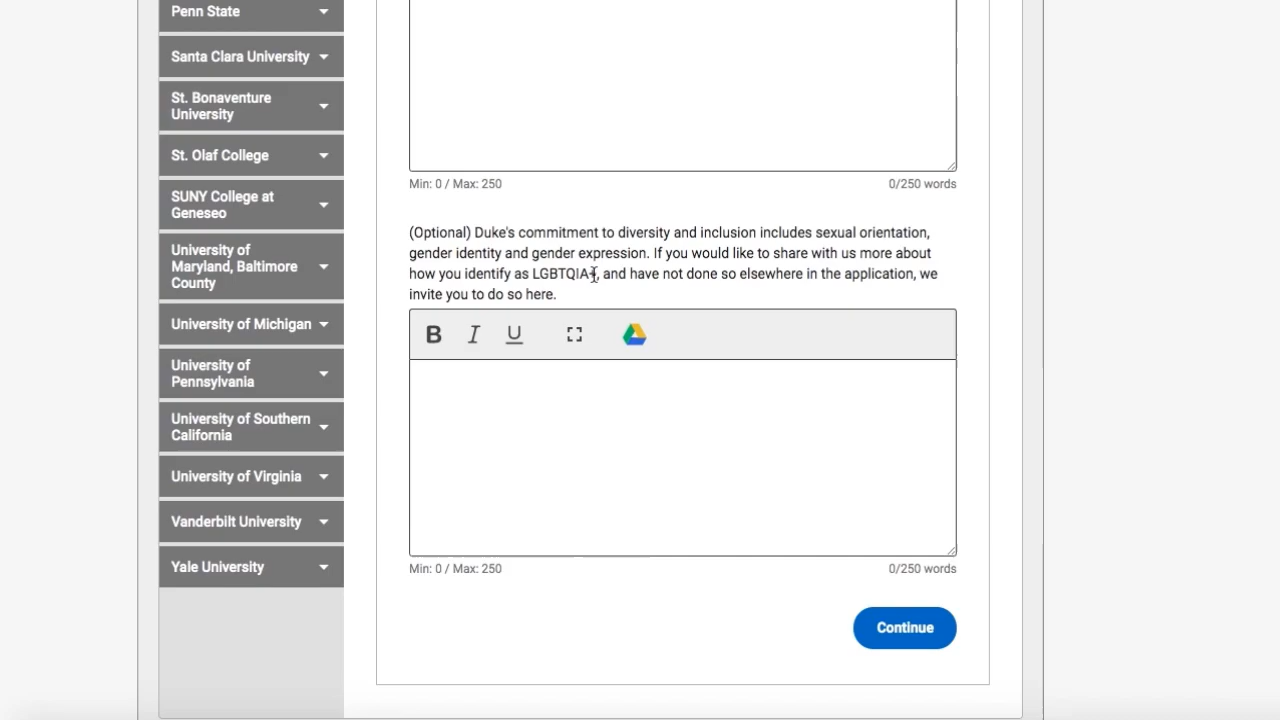 Penn State
Santa Clara University
St. Bonaventure
University
St. Olaf College
SUNY College at
Geneseo
University of
Maryland, Baltimore
County
University of Michigan
University of
Pennsylvania
University of Southern
California
University of Virginia
Vanderbilt University
Yale University
Min: 0 / Max: 250 0/250 words
(Optional) Duke's commitment to diversity and inclusion includes sexual orientation,
gender identity and gender expression. If you would like to share with us more about
how you identify as LGBTQIA+, and have not done so elsewhere in the application, we
invite you to do so here.
B I U
Min: 0 / Max: 250 0/250 words
Continue